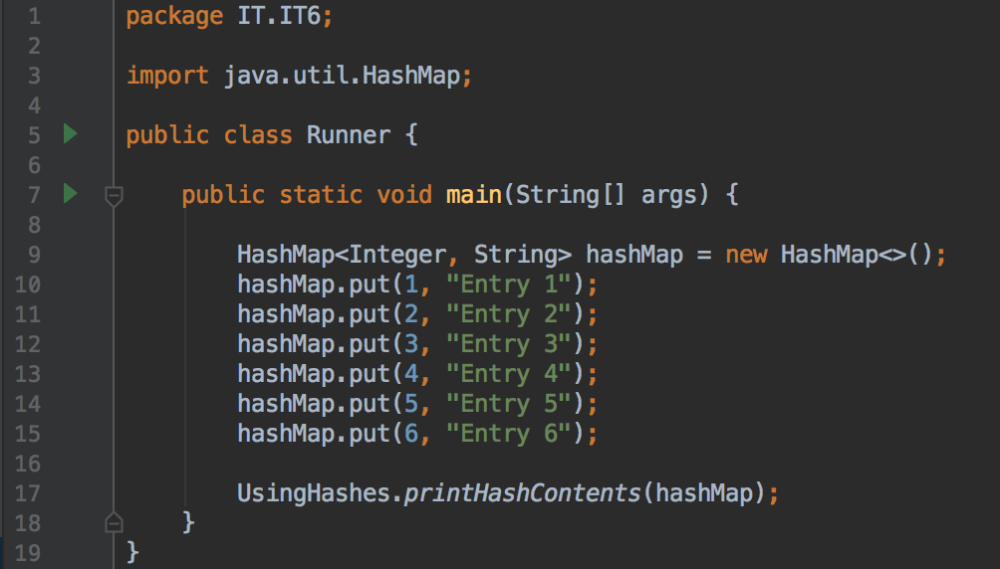 1 package IT.IT6;
2
3 import java.util.HashMap;
4
5 public class Runner {
6
7 public static void main(String[] args) {
8
9 HashMap<Integer, String> hashMap = new HashMap<>();
10 hashMap.put(1, "Entry 1");
11 hashMap.put(2, "Entry 2");
12 hashMap.put(3, "Entry 3");
13 hashMap.put(4, "Entry 4");
14 hashMap.put(5, "Entry 5");
15 hashMap.put(6, "Entry 6");
16
17 UsingHashes.printHashContents(hashMap);
18 }
19 }